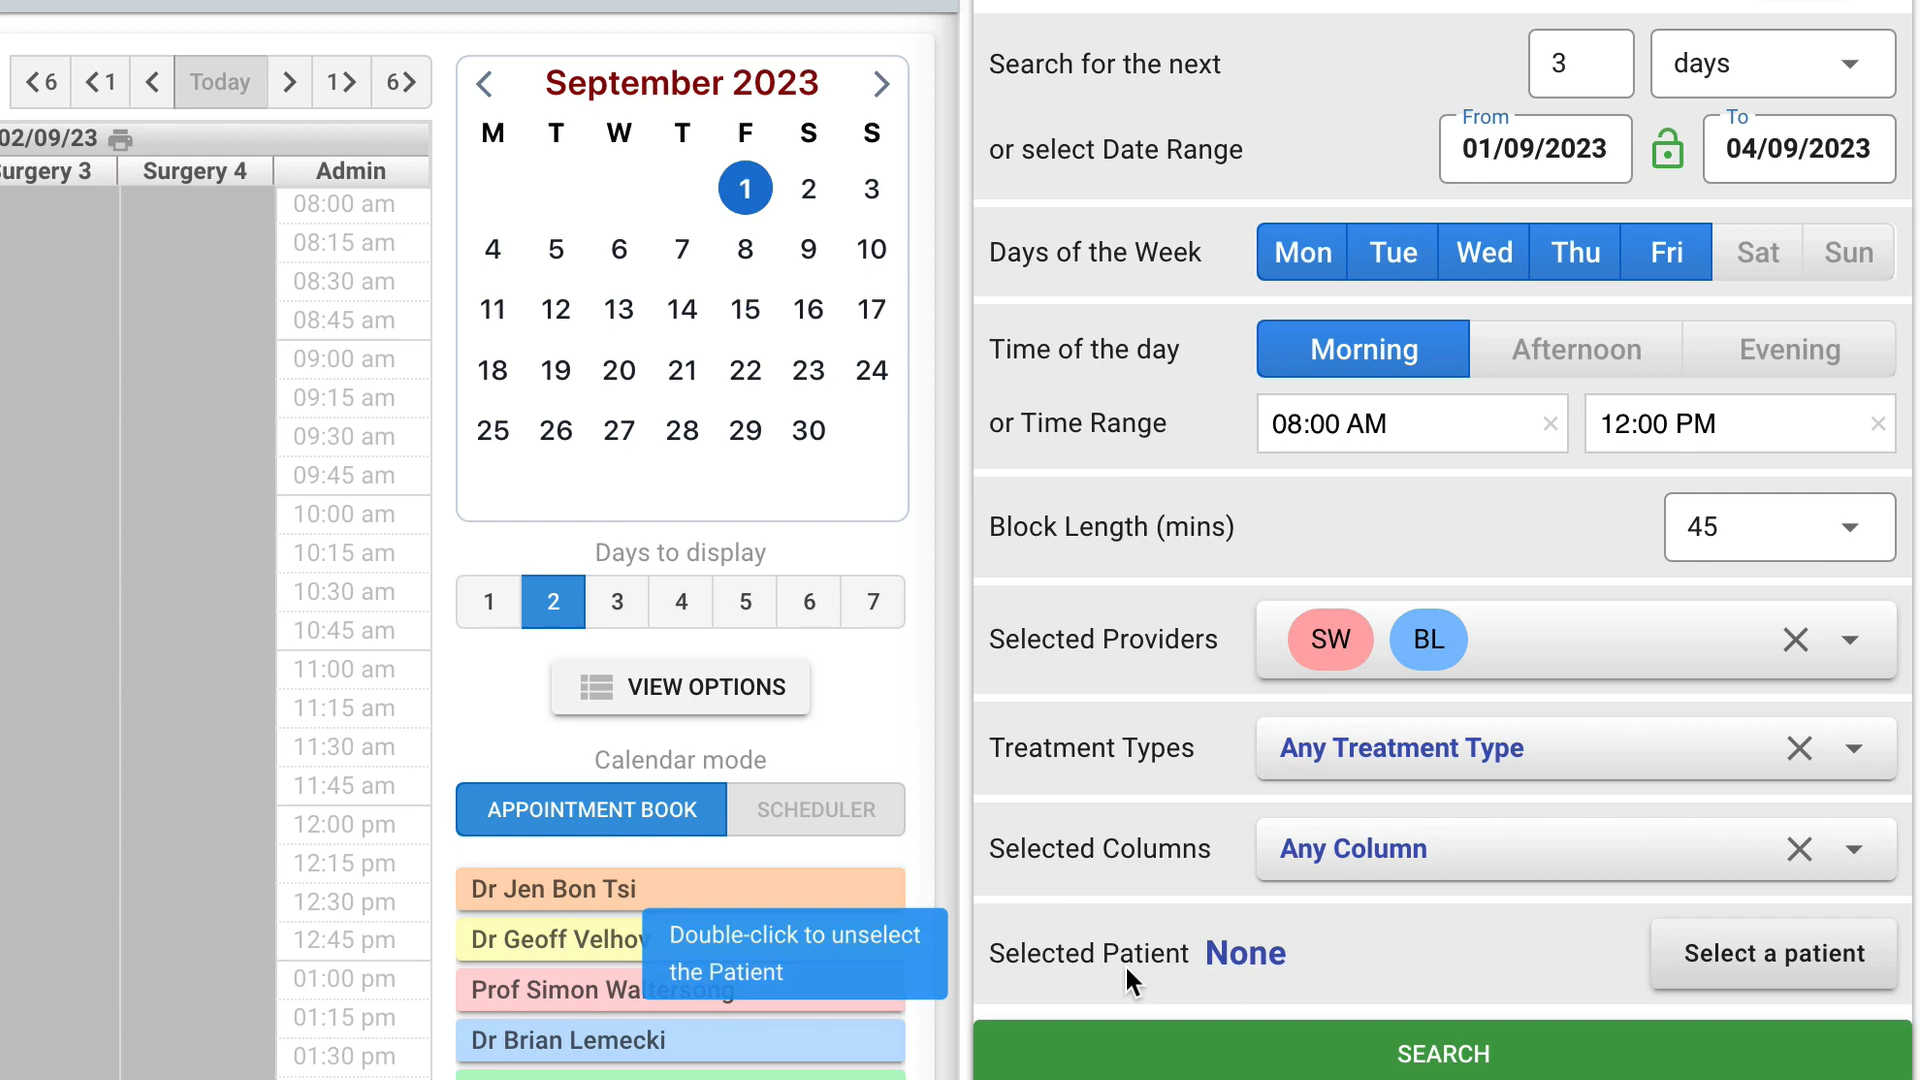 6
1
Today
1
6
02/09/23
urgery 3
Surgery 4
Admin
08:00 am
08:15 am
08:30 am
08:45 am
09:00 am
09:15 am
09:30 am
09:45 am
10:00 am
10:15 am
10:30 am
10:45 am
11:00 am
11:15 am
11:30 am
11:45 am
12:00 pm
12:15 pm
12:30 pm
12:45 pm
01:00 pm
01:15 pm
01:30 pm
September 2023
M T W T F S S
1 2 3
4 5 6 7 8 9 10
11 12 13 14 15 16 17
18 19 20 21 22 23 24
25 26 27 28 29 30
Days to display
1 2 3 4 5 6 7
VIEW OPTIONS
Calendar mode
APPOINTMENT BOOK SCHEDULER
Dr Jen Bon Tsi
Dr Geoff Velhov
Prof Simon Waltersong
Dr Brian Lemecki
Double-click to unselect
the Patient
Search for the next 3 days
or select Date Range
From
01/09/2023
To
04/09/2023
Days of the Week Mon Tue Wed Thu Fri Sat Sun
Time of the day Morning Afternoon Evening
or Time Range 08:00 AM 12:00 PM
Block Length (mins) 45
Selected Providers SW BL
Treatment Types Any Treatment Type
Selected Columns Any Column
Selected Patient None Select a patient
SEARCH